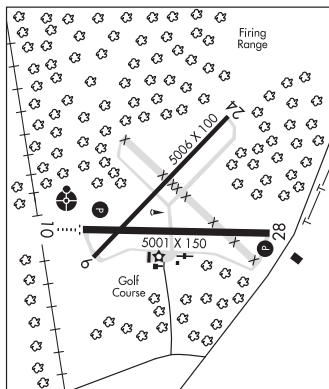 Firing
Range
24
5006 X 100
P
10
5001 X 150
28
P
6
Golf
Course
T
T